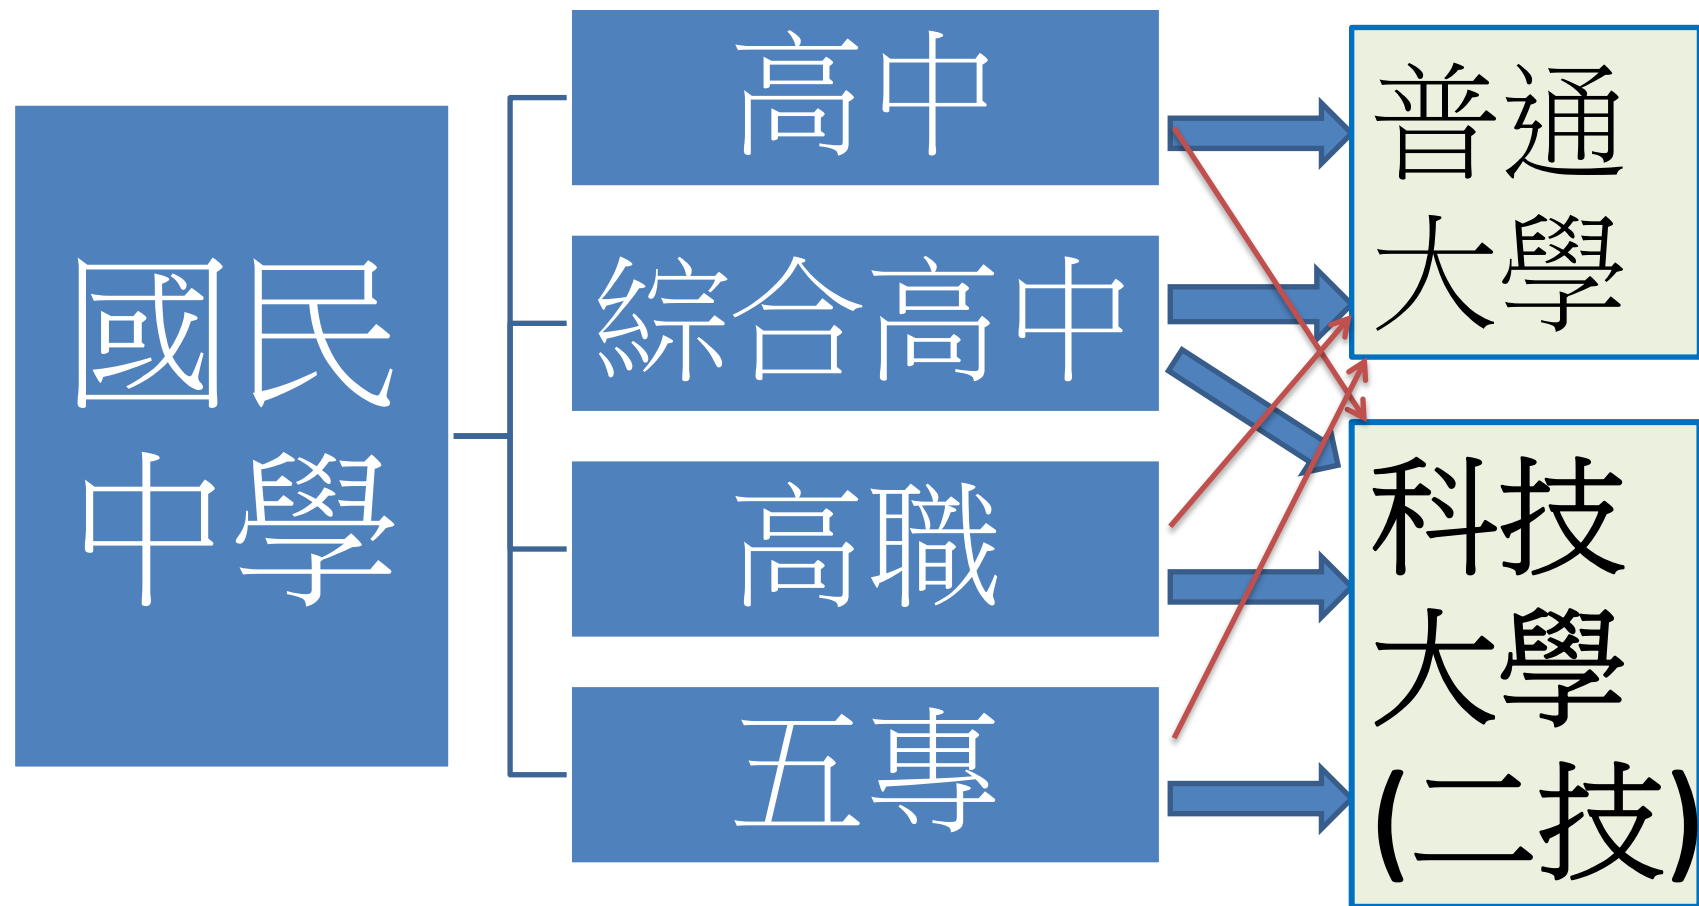 國民
中學
高中
綜合高中
高職
五專
普通
大學
科技
大學
(二技)